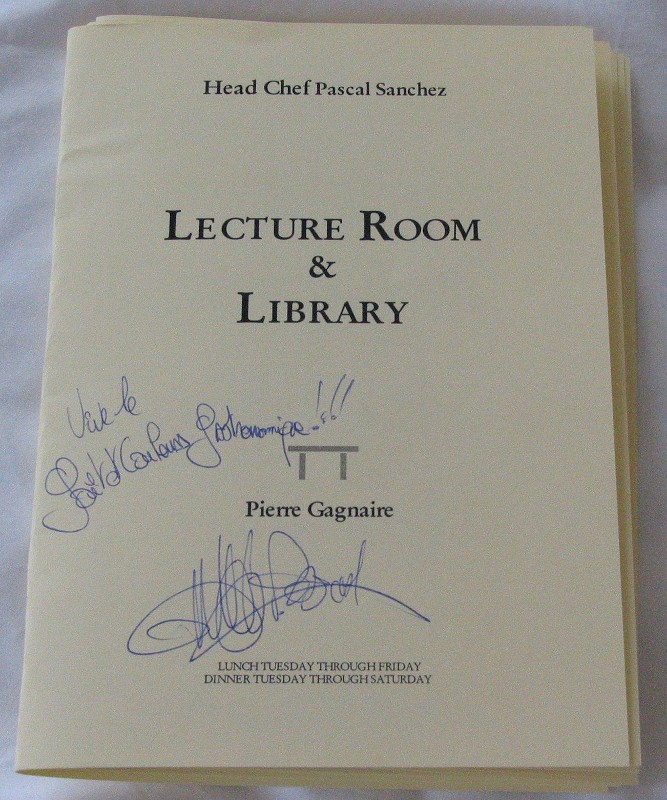 Head Chef Pascal Sanchez
LECTURE ROOM
&
LIBRARY
Vive le
Gastronomique!!!
Pierre Gagnaire
LUNCH TUESDAY THROUGH FRIDAY
DINNER TUESDAY THROUGH SATURDAY